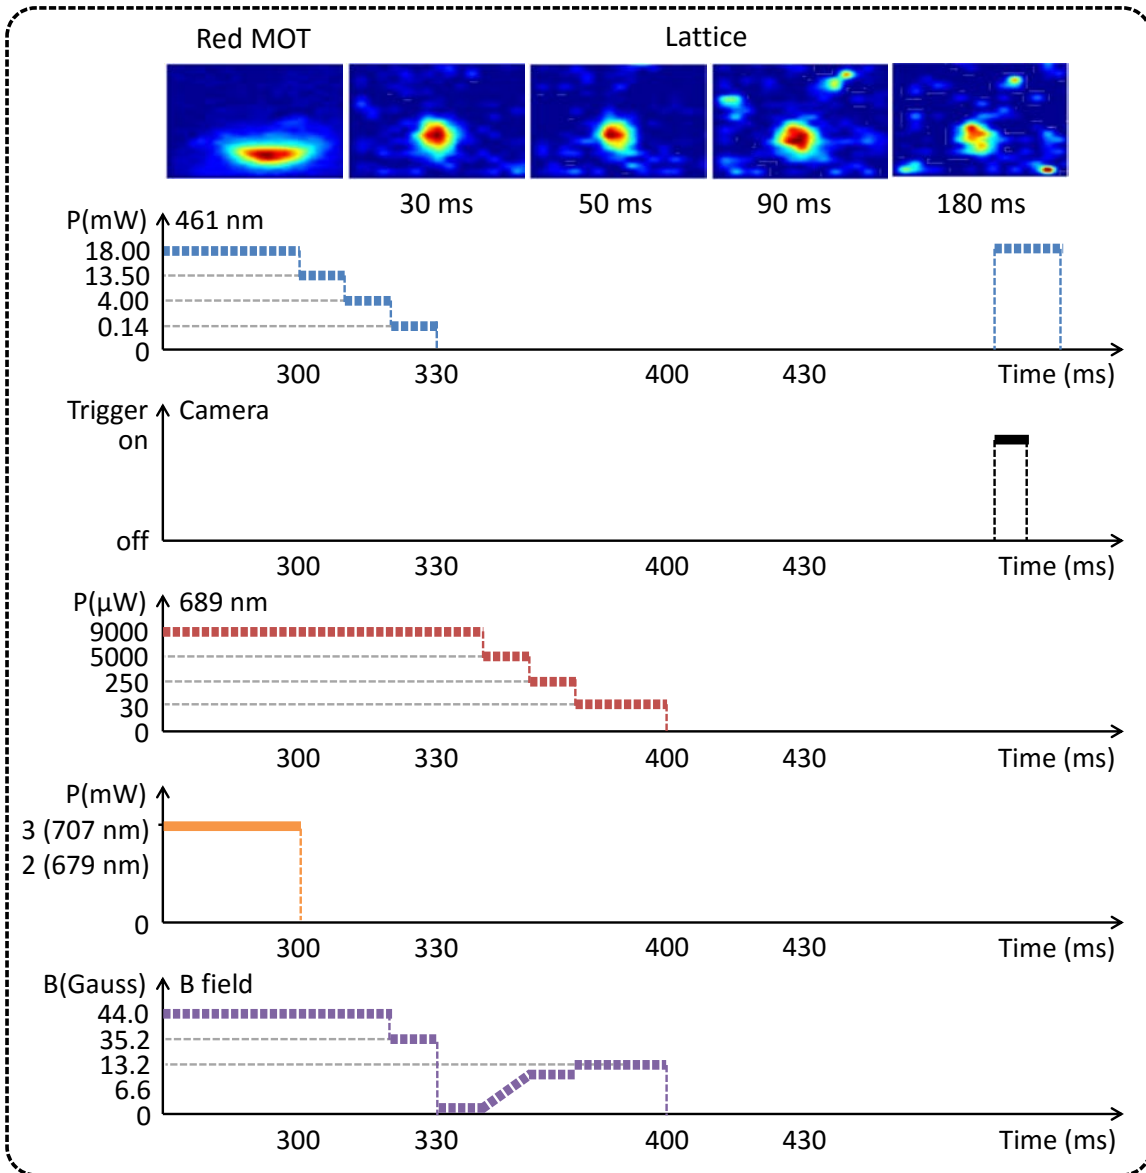 Red MOT Lattice
30 ms 50 ms 90 ms 180 ms
P(mW) 461 nm
18.00
13.50
4.00
0.14
0
300 330 400 430 Time (ms)
Trigger Camera
on
off
300 330 400 430 Time (ms)
P(μW) 689 nm
9000
5000
250
30
0
300 330 400 430 Time (ms)
P(mW)
3 (707 nm)
2 (679 nm)
0
300 330 400 430 Time (ms)
B(Gauss) B field
44.0
35.2
13.2
6.6
0
300 330 400 430 Time (ms)